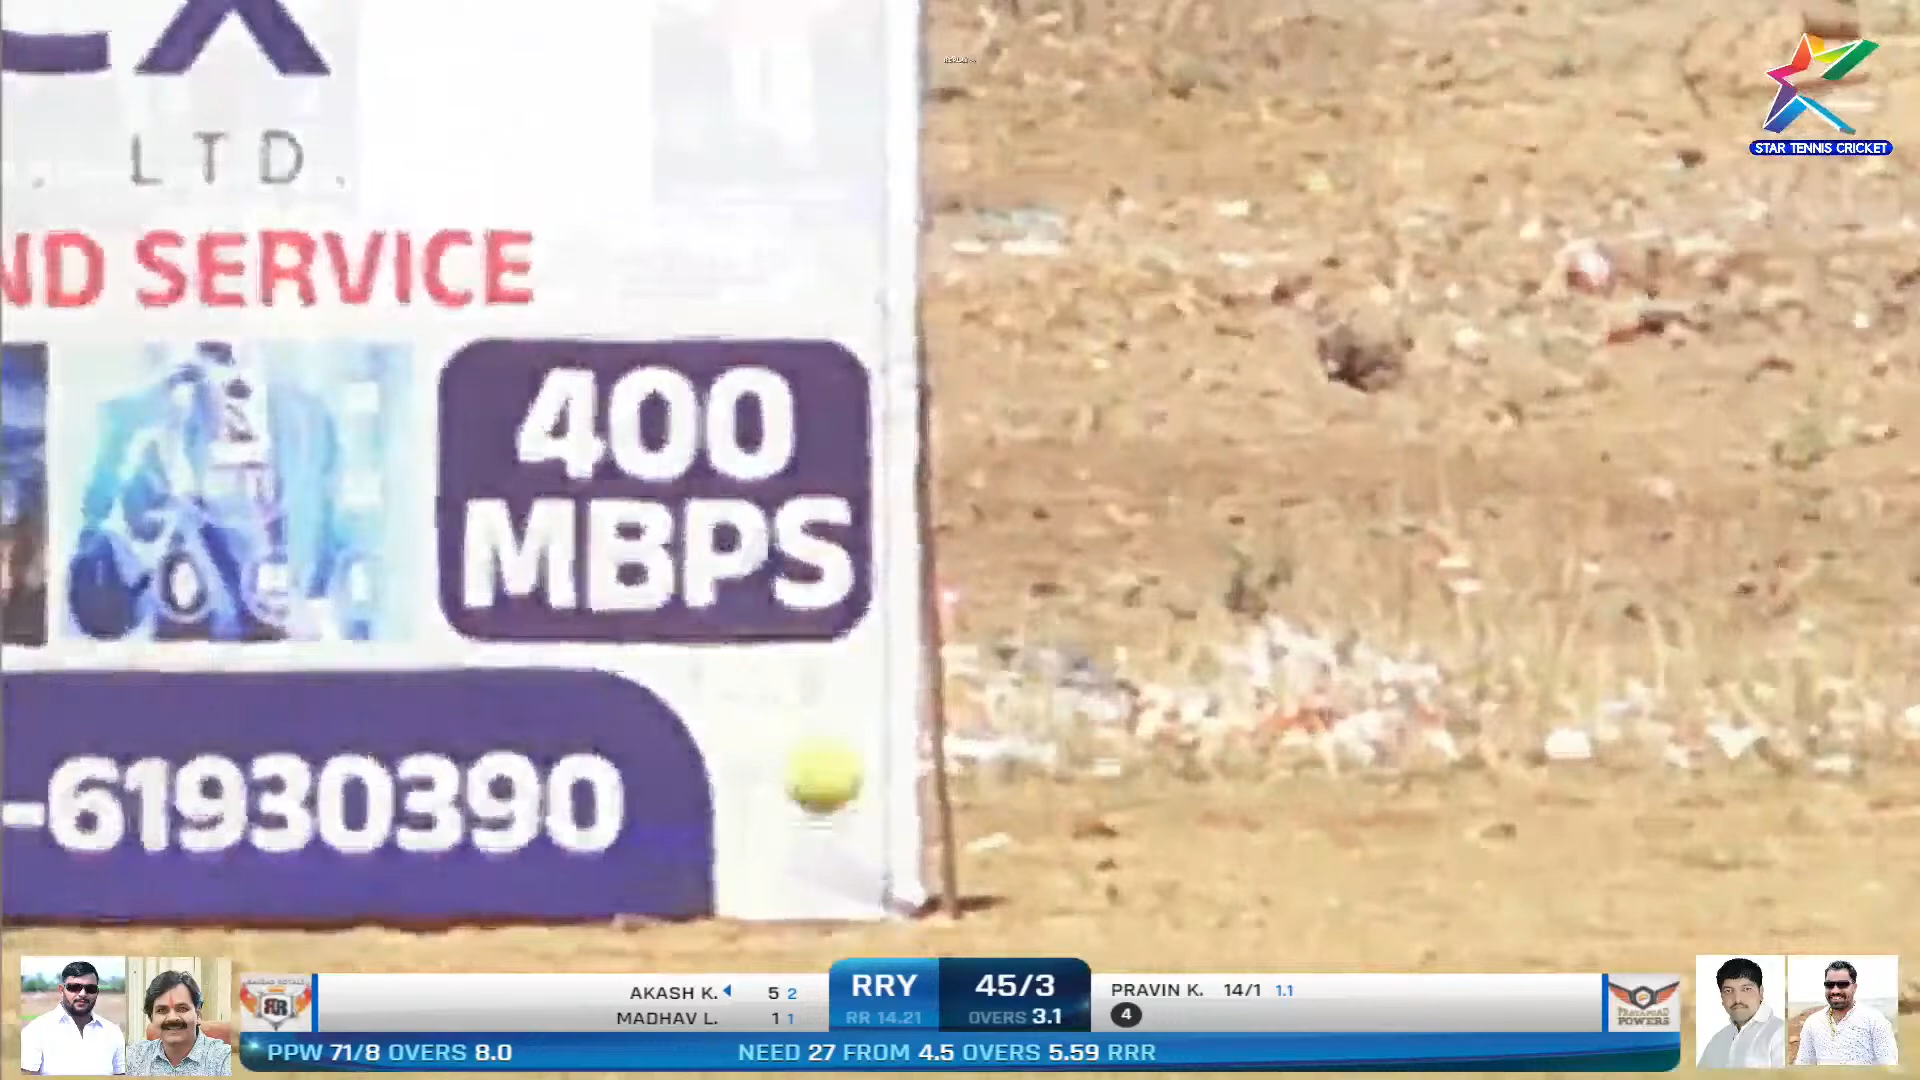 LTD.
ND SERVICE
400
MBPS
-61930390
STAR TENNIS CRICKET
AKASH K. 5 2
MADHAV L. 1 1
RRY 45/3
RR 14.21 OVERS 3.1
PRAVIN K. 14/1 1.1
4
RR
POWERS
PPW 71/8 OVERS 8.0
NEED 27 FROM 4.5 OVERS 5.59 RRR